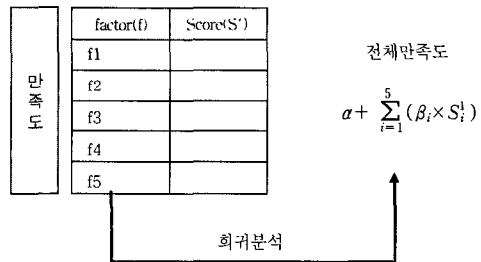 만족도
factor(f) Score(S')
f1
f2
f3
f4
f5
전체만족도
α + ∑_{i=1}^{5} (β_i × S_i^1)
회귀분석